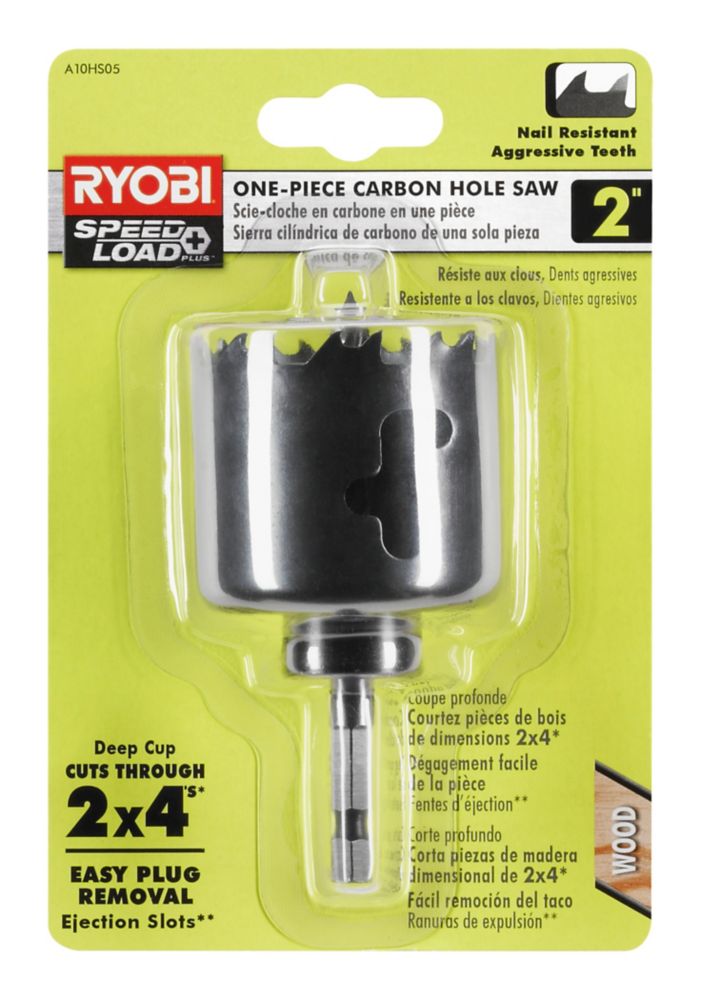 A10HS05
Nail Resistant
Aggressive Teeth
RYOBI
SPEED
LOAD
PLUS™
ONE-PIECE CARBON HOLE SAW
Scie-cloche en carbone en une pièce
Sierra cilíndrica de carbono de una sola pieza
2"
Résiste aux clous, Dents agressives
Resistente a los clavos, Dientes agresivos
Deep Cup
CUTS THROUGH
2x4's*
EASY PLUG
REMOVAL
Ejection Slots**
Coupe profonde
Courtez pièces de bois
de dimensions 2x4*
Dégagement facile
de la pièce
Fentes d'éjection**
Corte profundo
Corta piezas de madera
dimensional de 2x4*
Fácil remoción del taco
Ranuras de expulsión**
WOOD